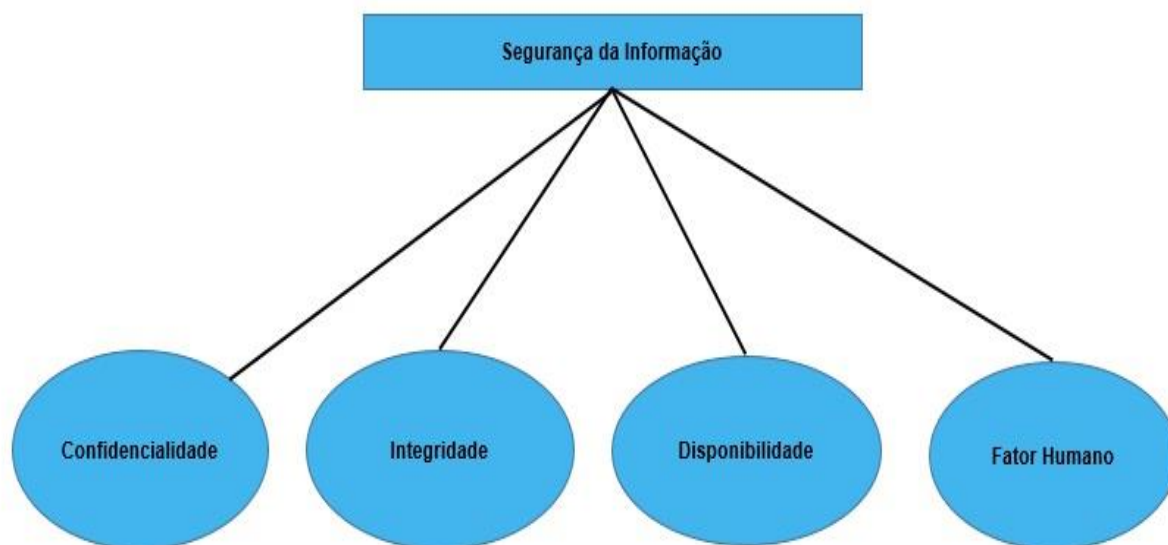 Segurança da Informação
Confidencialidade
Integridade
Disponibilidade
Fator Humano